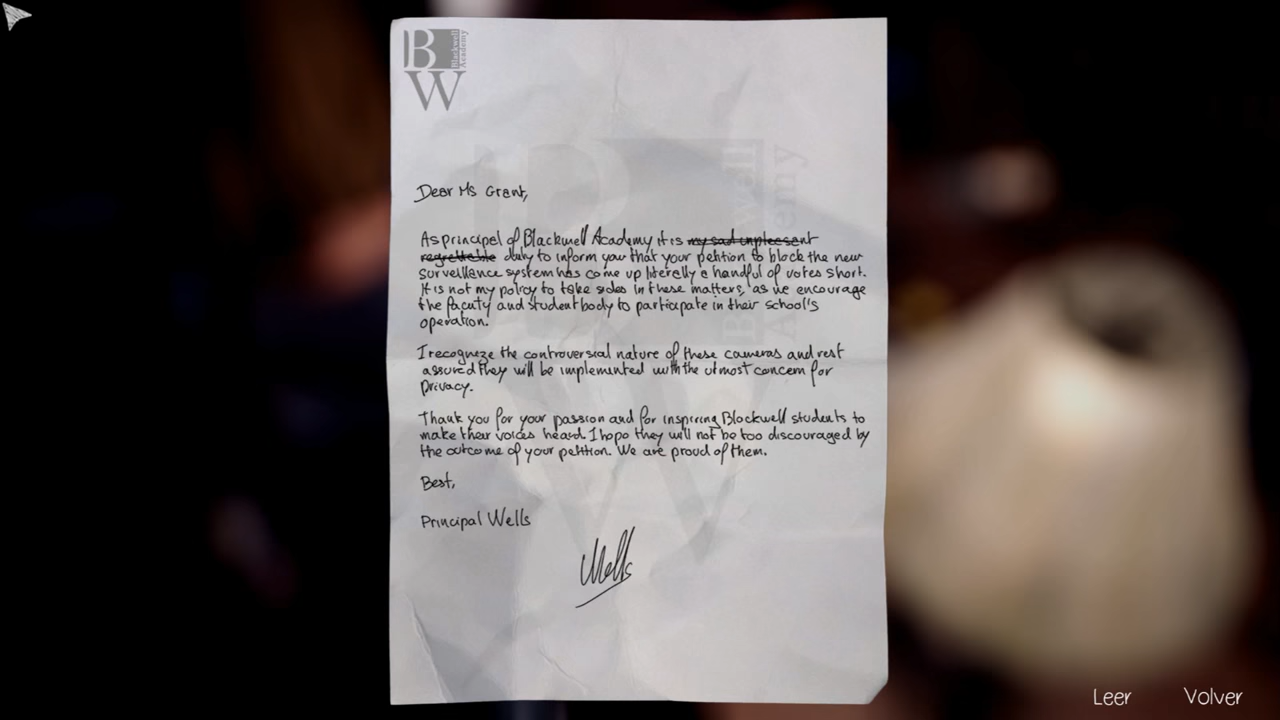 B
Blackwell
Academy
W
Dear Ms Grant,
As principel of Blackwell Academy it is my sad unpleesent
regrettable duty to inform you that your petition to block the new
surveillance system has come up literelly a handful of votes short.
It is not my policy to take sides in these matters, as we encourage
the faculty and student body to participate in their school's
operation.
I recogneze the controversial nature of these cameras and rest
assured they will be implemented with the utmost concern for
privacy.
Thank you for your passion and for inspiring Blackwell students to
make their voices heard. I hope they will not be too discouraged by
the outcome of your petition. We are proud of them.
Best,
Principal Wells
Wells
Leer Volver